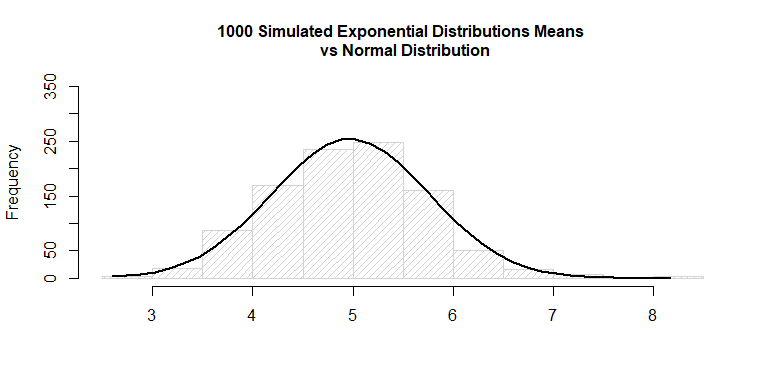 1000 Simulated Exponential Distributions Means
vs Normal Distribution
350
250
150
50
0
Frequency
3 4 5 6 7 8